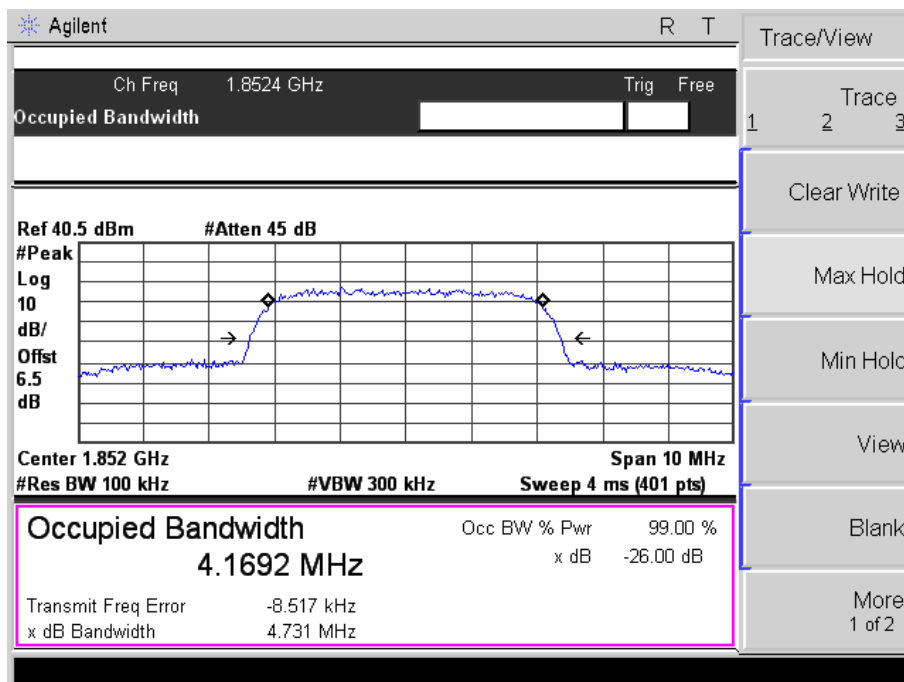 Agilent R T
Ch Freq 1.8524 GHz Trig Free
Occupied Bandwidth
Ref 40.5 dBm #Atten 45 dB
#Peak
Log
10
dB/
Offst
6.5
dB
Center 1.852 GHz Span 10 MHz
#Res BW 100 kHz #VBW 300 kHz Sweep 4 ms (401 pts)
Occupied Bandwidth Occ BW % Pwr 99.00 %
4.1692 MHz x dB -26.00 dB
Transmit Freq Error -8.517 kHz
x dB Bandwidth 4.731 MHz
Trace/View
Trace
1 2 3
Clear Write
Max Hold
Min Hold
View
Blank
More
1 of 2